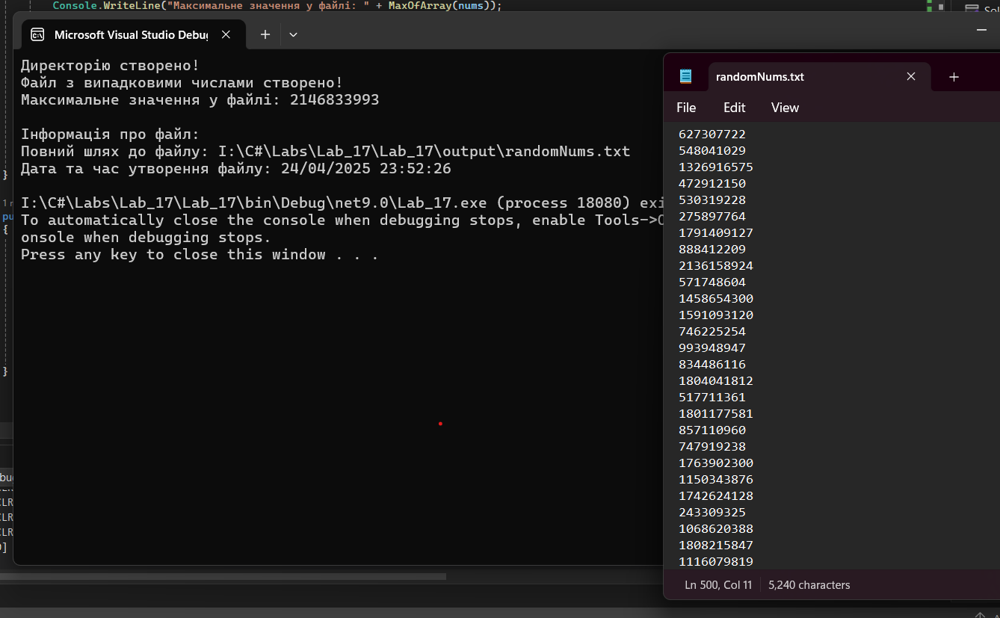 Console.WriteLine("Максимальне значення у файлі: " + MaxOfArray(nums));
Microsoft Visual Studio Debu
Директорію створено!
Файл з випадковими числами створено!
Максимальне значення у файлі: 2146833993
Інформація про файл:
Повний шлях до файлу: I:\C#\Labs\Lab_17\Lab_17\output\randomNums.txt
Дата та час утворення файлу: 24/04/2025 23:52:26
I:\C#\Labs\Lab_17\Lab_17\bin\Debug\net9.0\Lab_17.exe (process 18080) exi
To automatically close the console when debugging stops, enable Tools->
onsole when debugging stops.
Press any key to close this window . . .
randomNums.txt
File Edit View
627307722
548041029
1326916575
472912150
530319228
275897764
1791409127
888412209
2136158924
571748604
1458654300
1591093120
746225254
993948947
834486116
1804041812
517711361
1801177581
857110960
747919238
1763902300
1150343876
1742624128
243309325
1068620388
1808215847
1116079819
Ln 500, Col 11 5,240 characters